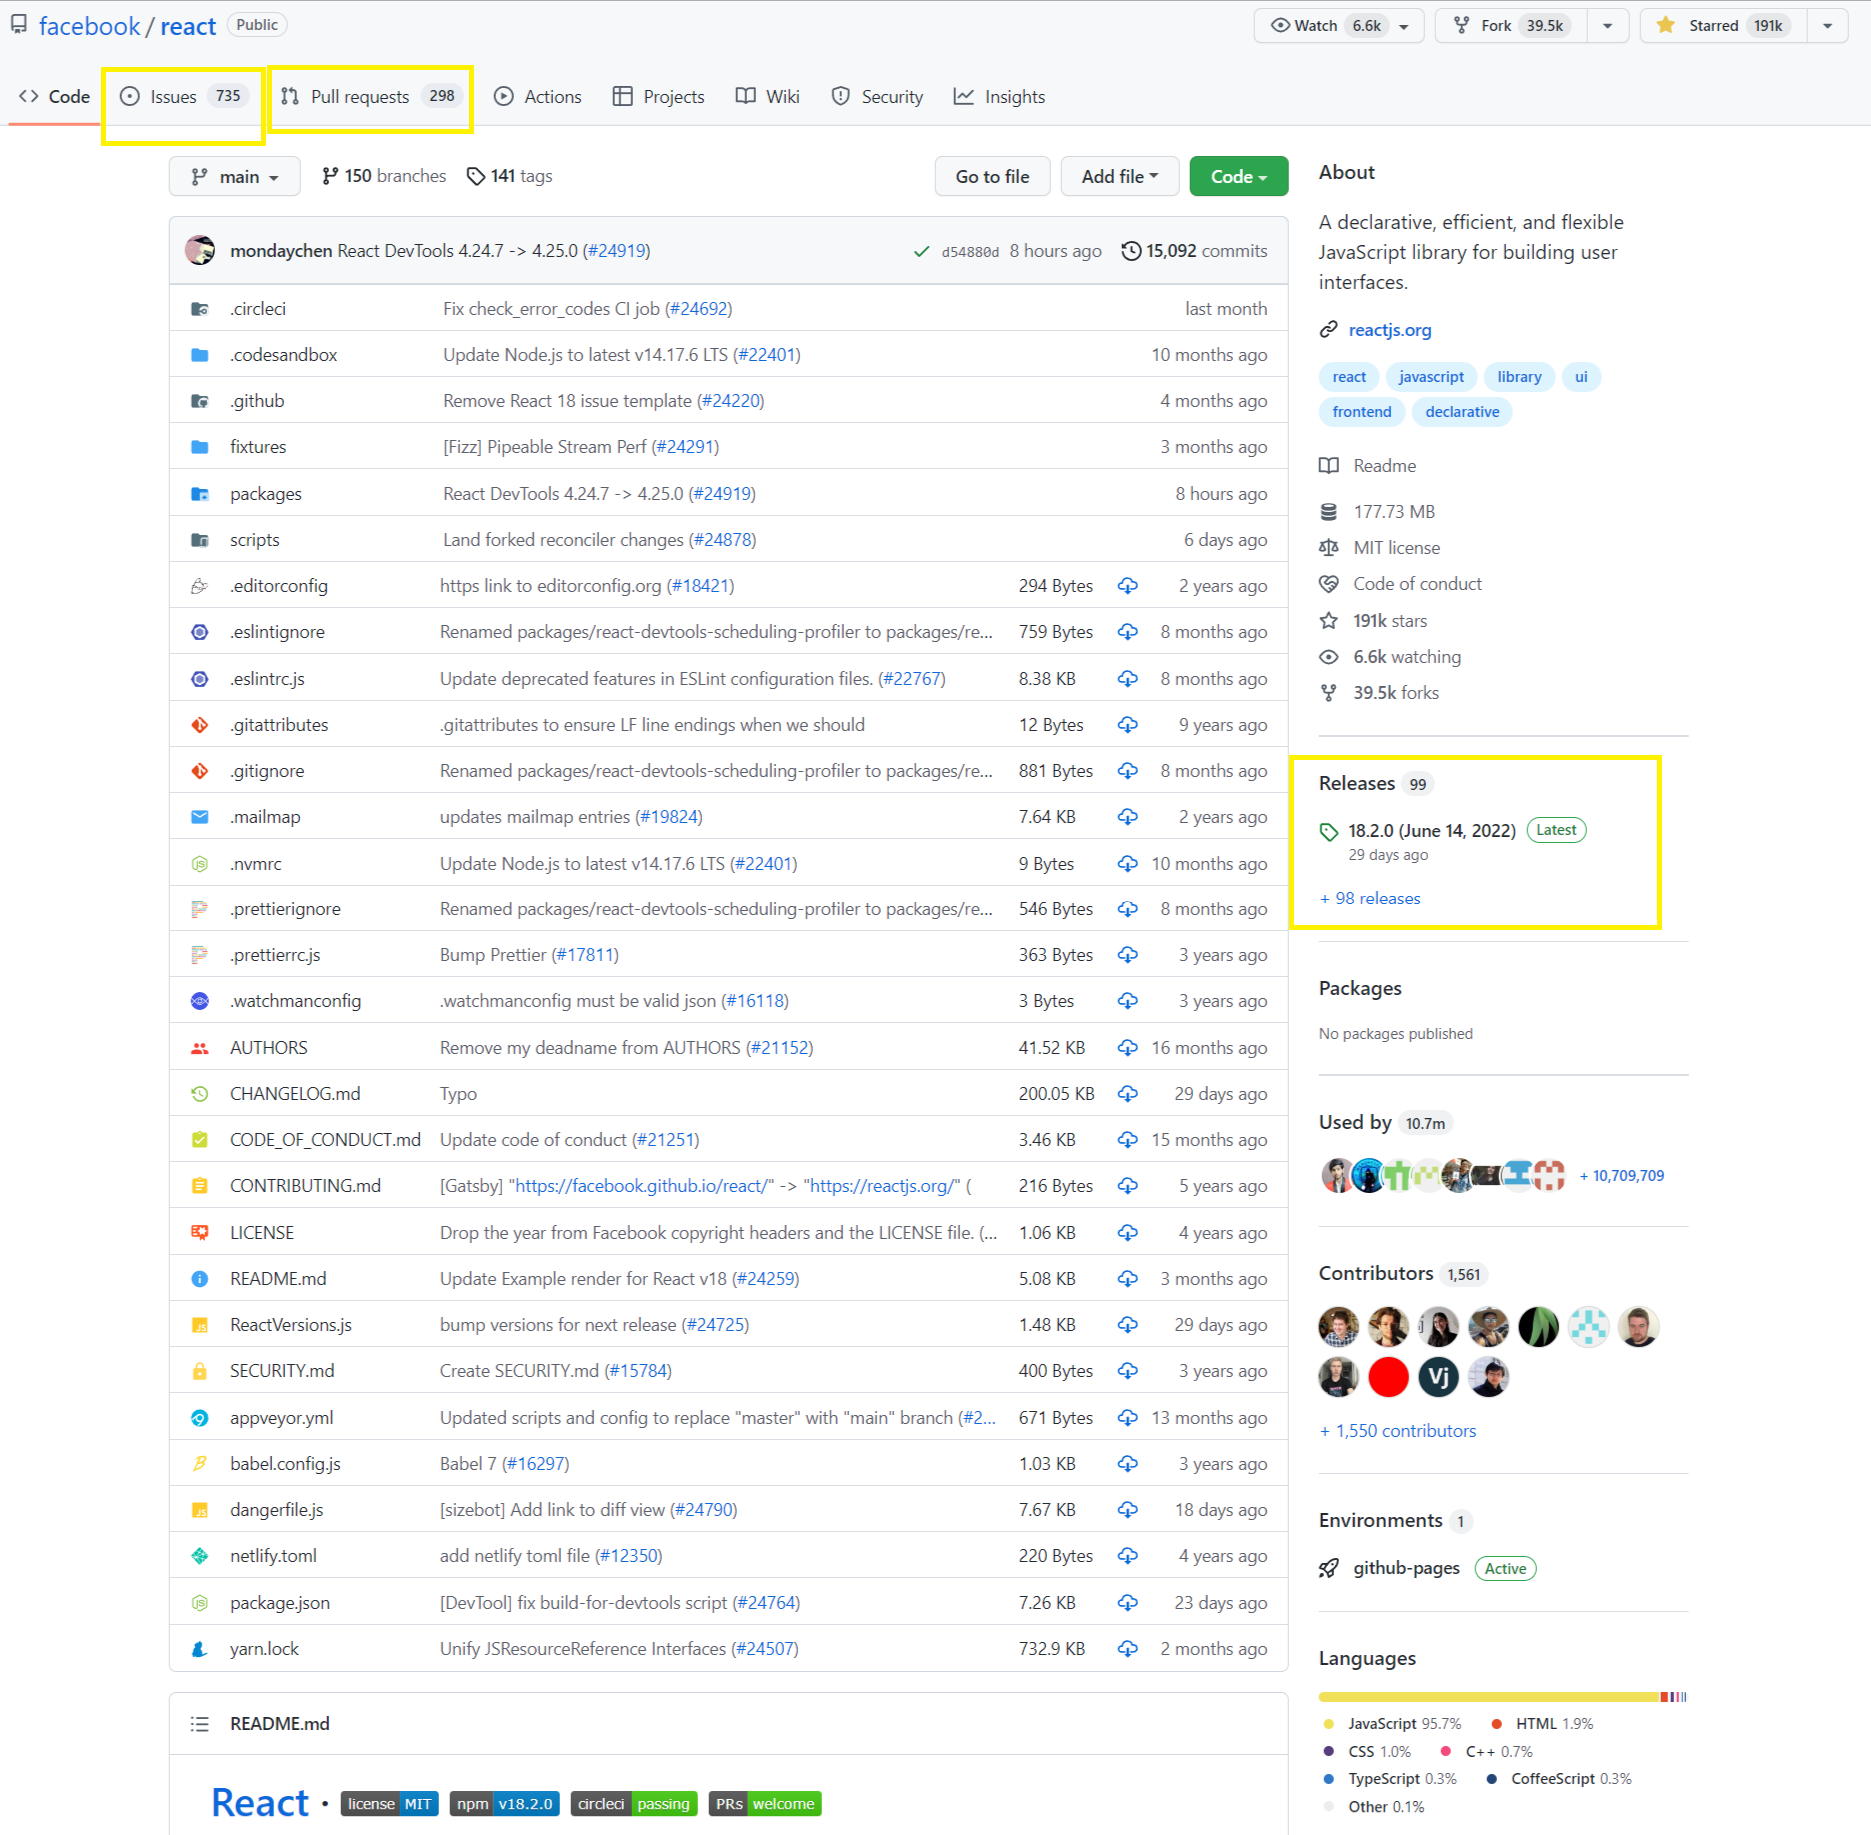 facebook / react Public
Watch 6.6k Fork 39.5k Starred 191k
Code Issues 735 Pull requests 298 Actions Projects Wiki Security Insights
main 150 branches 141 tags Go to file Add file Code
mondaychen React DevTools 4.24.7 -> 4.25.0 (#24919) d54880d 8 hours ago 15,092 commits
.circleci Fix check_error_codes CI job (#24692) last month
.codesandbox Update Node.js to latest v14.17.6 LTS (#22401) 10 months ago
.github Remove React 18 issue template (#24220) 4 months ago
fixtures [Fizz] Pipeable Stream Perf (#24291) 3 months ago
packages React DevTools 4.24.7 -> 4.25.0 (#24919) 8 hours ago
scripts Land forked reconciler changes (#24878) 6 days ago
.editorconfig https link to editorconfig.org (#18421) 294 Bytes 2 years ago
.eslintignore Renamed packages/react-devtools-scheduling-profiler to packages/re... 759 Bytes 8 months ago
.eslintrc.js Update deprecated features in ESLint configuration files. (#22767) 8.38 KB 8 months ago
.gitattributes .gitattributes to ensure LF line endings when we should 12 Bytes 9 years ago
.gitignore Renamed packages/react-devtools-scheduling-profiler to packages/re... 881 Bytes 8 months ago
.mailmap updates mailmap entries (#19824) 7.64 KB 2 years ago
.nvmrc Update Node.js to latest v14.17.6 LTS (#22401) 9 Bytes 10 months ago
.prettierignore Renamed packages/react-devtools-scheduling-profiler to packages/re... 546 Bytes 8 months ago
.prettierrc.js Bump Prettier (#17811) 363 Bytes 3 years ago
.watchmanconfig .watchmanconfig must be valid json (#16118) 3 Bytes 3 years ago
AUTHORS Remove my deadname from AUTHORS (#21152) 41.52 KB 16 months ago
CHANGELOG.md Typo 200.05 KB 29 days ago
CODE_OF_CONDUCT.md Update code of conduct (#21251) 3.46 KB 15 months ago
CONTRIBUTING.md [Gatsby] "https://facebook.github.io/react/" -> "https://reactjs.org/" ( 216 Bytes 5 years ago
LICENSE Drop the year from Facebook copyright headers and the LICENSE file. (... 1.06 KB 4 years ago
README.md Update Example render for React v18 (#24259) 5.08 KB 3 months ago
ReactVersions.js bump versions for next release (#24725) 1.48 KB 29 days ago
SECURITY.md Create SECURITY.md (#15784) 400 Bytes 3 years ago
appveyor.yml Updated scripts and config to replace "master" with "main" branch (#2... 671 Bytes 13 months ago
babel.config.js Babel 7 (#16297) 1.03 KB 3 years ago
dangerfile.js [sizebot] Add link to diff view (#24790) 7.67 KB 18 days ago
netlify.toml add netlify toml file (#12350) 220 Bytes 4 years ago
package.json [DevTool] fix build-for-devtools script (#24764) 7.26 KB 23 days ago
yarn.lock Unify JSResourceReference Interfaces (#24507) 732.9 KB 2 months ago
README.md
React • license MIT npm v18.2.0 circleci passing PRs welcome
About
A declarative, efficient, and flexible
JavaScript library for building user
interfaces.
reactjs.org
react javascript library ui
frontend declarative
Readme
177.73 MB
MIT license
Code of conduct
191k stars
6.6k watching
39.5k forks
Releases 99
18.2.0 (June 14, 2022) Latest
29 days ago
+ 98 releases
Packages
No packages published
Used by 10.7m
+ 10,709,709
Contributors 1,561
Vj
+ 1,550 contributors
Environments 1
github-pages Active
Languages
JavaScript 95.7% HTML 1.9%
CSS 1.0% C++ 0.7%
TypeScript 0.3% CoffeeScript 0.3%
Other 0.1%